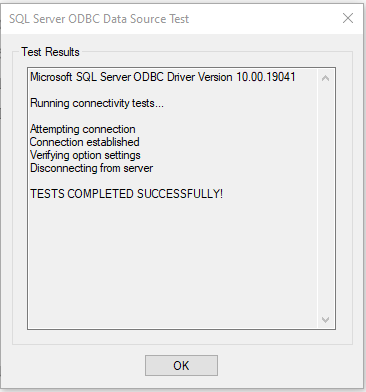 SQL Server ODBC Data Source Test
Test Results
Microsoft SQL Server ODBC Driver Version 10.00.19041
Running connectivity tests...
Attempting connection
Connection established
Verifying option settings
Disconnecting from server
TESTS COMPLETED SUCCESSFULLY!
OK